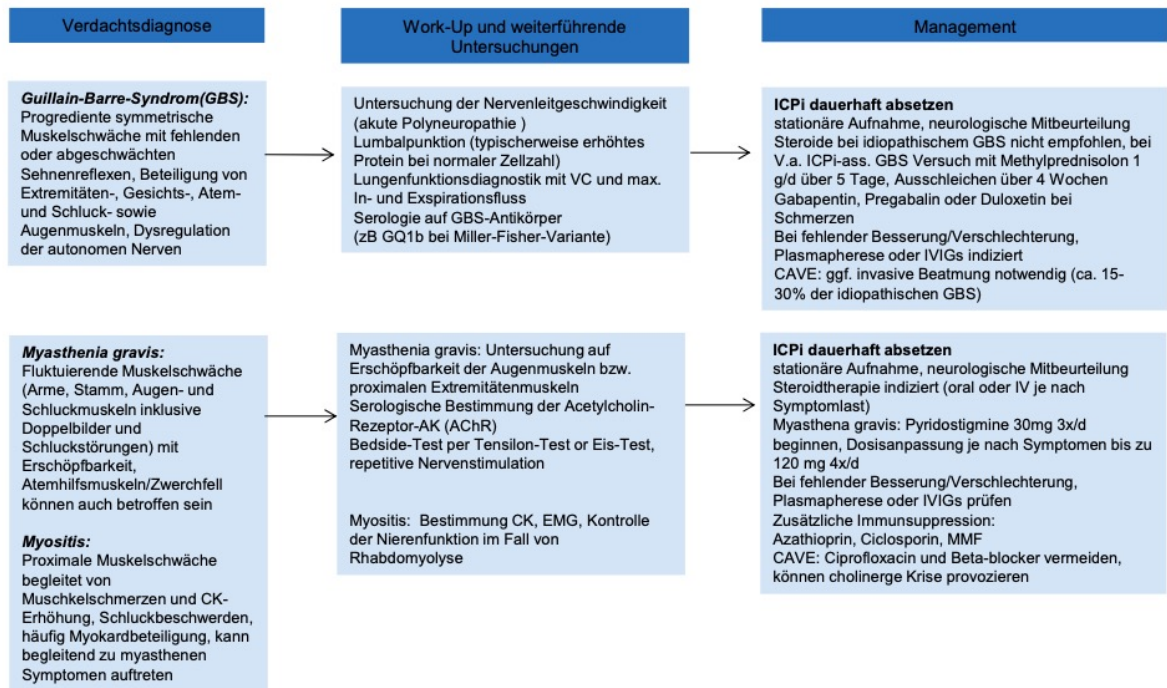 Verdachtsdiagnose
Work-Up und weiterführende
Untersuchungen
Management
Guillain-Barre-Syndrom(GBS):
Progrediente symmetrische
Muskelschwäche mit fehlenden
oder abgeschwächten
Sehnenreflexen, Beteiligung von
Extremitäten-, Gesichts-, Atem-
und Schluck- sowie
Augenmuskeln, Dysregulation
der autonomen Nerven
Untersuchung der Nervenleitgeschwindigkeit
(akute Polyneuropathie )
Lumbalpunktion (typischerweise erhöhtes
Protein bei normaler Zellzahl)
Lungenfunktionsdiagnostik mit VC und max.
In- und Exspirationsfluss
Serologie auf GBS-Antikörper
(zB GQ1b bei Miller-Fisher-Variante)
ICPi dauerhaft absetzen
stationäre Aufnahme, neurologische Mitbeurteilung
Steroide bei idiopathischem GBS nicht empfohlen, bei
V.a. ICPi-ass. GBS Versuch mit Methylprednisolon 1
g/d über 5 Tage, Ausschleichen über 4 Wochen
Gabapentin, Pregabalin oder Duloxetin bei
Schmerzen
Bei fehlender Besserung/Verschlechterung,
Plasmapherese oder IVIGs indiziert
CAVE: ggf. invasive Beatmung notwendig (ca. 15-
30% der idiopathischen GBS)
Myasthenia gravis:
Fluktuierende Muskelschwäche
(Arme, Stamm, Augen- und
Schluckmuskeln inklusive
Doppelbilder und
Schluckstörungen) mit
Erschöpfbarkeit,
Atemhilfsmuskeln/Zwerchfell
können auch betroffen sein
Myositis:
Proximale Muskelschwäche
begleitet von
Muschkelschmerzen und CK-
Erhöhung, Schluckbeschwerden,
häufig Myokardbeteiligung, kann
begleitend zu myasthenen
Symptomen auftreten
Myasthenia gravis: Untersuchung auf
Erschöpfbarkeit der Augenmuskeln bzw.
proximalen Extremitätenmuskeln
Serologische Bestimmung der Acetylcholin-
Rezeptor-AK (AChR)
Bedside-Test per Tensilon-Test or Eis-Test,
repetitive Nervenstimulation
Myositis: Bestimmung CK, EMG, Kontrolle
der Nierenfunktion im Fall von
Rhabdomyolyse
ICPi dauerhaft absetzen
stationäre Aufnahme, neurologische Mitbeurteilung
Steroidtherapie indiziert (oral oder IV je nach
Symptomlast)
Myasthena gravis: Pyridostigmine 30mg 3x/d
beginnen, Dosisanpassung je nach Symptomen bis zu
120 mg 4x/d
Bei fehlender Besserung/Verschlechterung,
Plasmapherese oder IVIGs prüfen
Zusätzliche Immunsuppression:
Azathioprin, Ciclosporin, MMF
CAVE: Ciprofloxacin und Beta-blocker vermeiden,
können cholinerge Krise provozieren